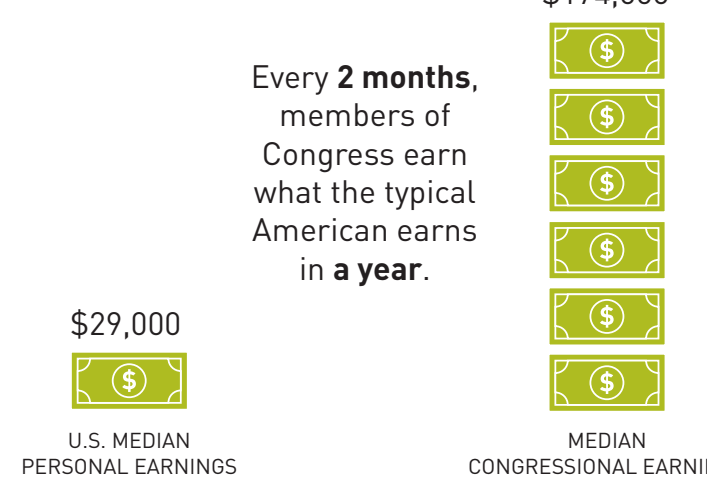 Every 2 months,
members of
Congress earn
what the typical
American earns
in a year.
$29,000
$
$
$
$
$
$
$
U.S. MEDIAN
PERSONAL EARNINGS
MEDIAN
CONGRESSIONAL